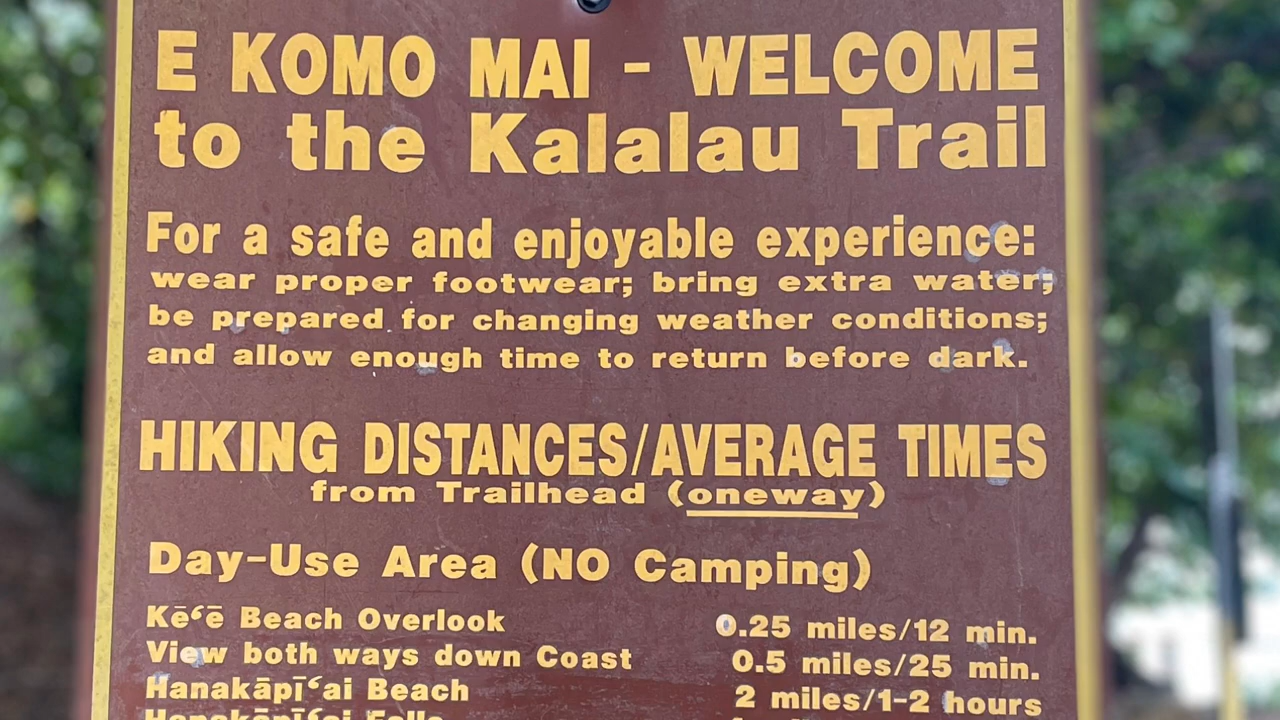 E KOMO MAI - WELCOME
to the Kalalau Trail
For a safe and enjoyable experience:
wear proper footwear; bring extra water;
be prepared for changing weather conditions;
and allow enough time to return before dark.
HIKING DISTANCES/AVERAGE TIMES
from Trailhead (oneway)
Day-Use Area (NO Camping)
Kēʻē Beach Overlook 0.25 miles/12 min.
View both ways down Coast 0.5 miles/25 min.
Hanakāpīʻai Beach 2 miles/1-2 hours
Hanakāpīʻai Falls